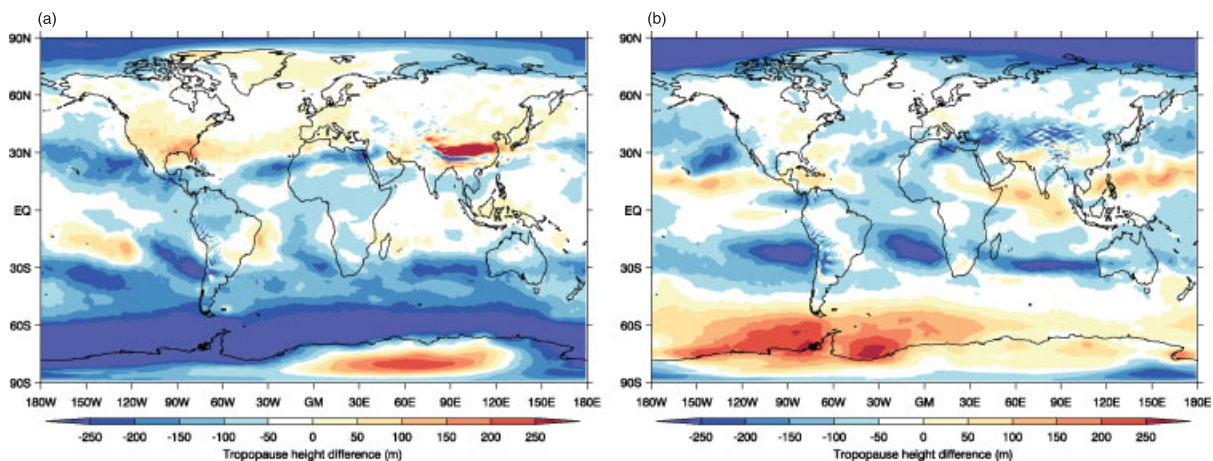 (a)
90N
60N
30N
EQ
30S
60S
90S
180W 150W 120W 90W 60W 30W GM 30E 60E 90E 120E 150E 180E
-250 -200 -150 -100 -50 0 50 100 150 200 250
Tropopause height difference (m)
(b)
90N
60N
30N
EQ
30S
60S
90S
180W 150W 120W 90W 60W 30W GM 30E 60E 90E 120E 150E 180E
-250 -200 -150 -100 -50 0 50 100 150 200 250
Tropopause height difference (m)